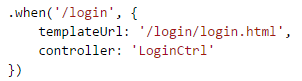 .when('/login', {
    templateUrl: '/login/login.html',
    controller: 'LoginCtrl'
})